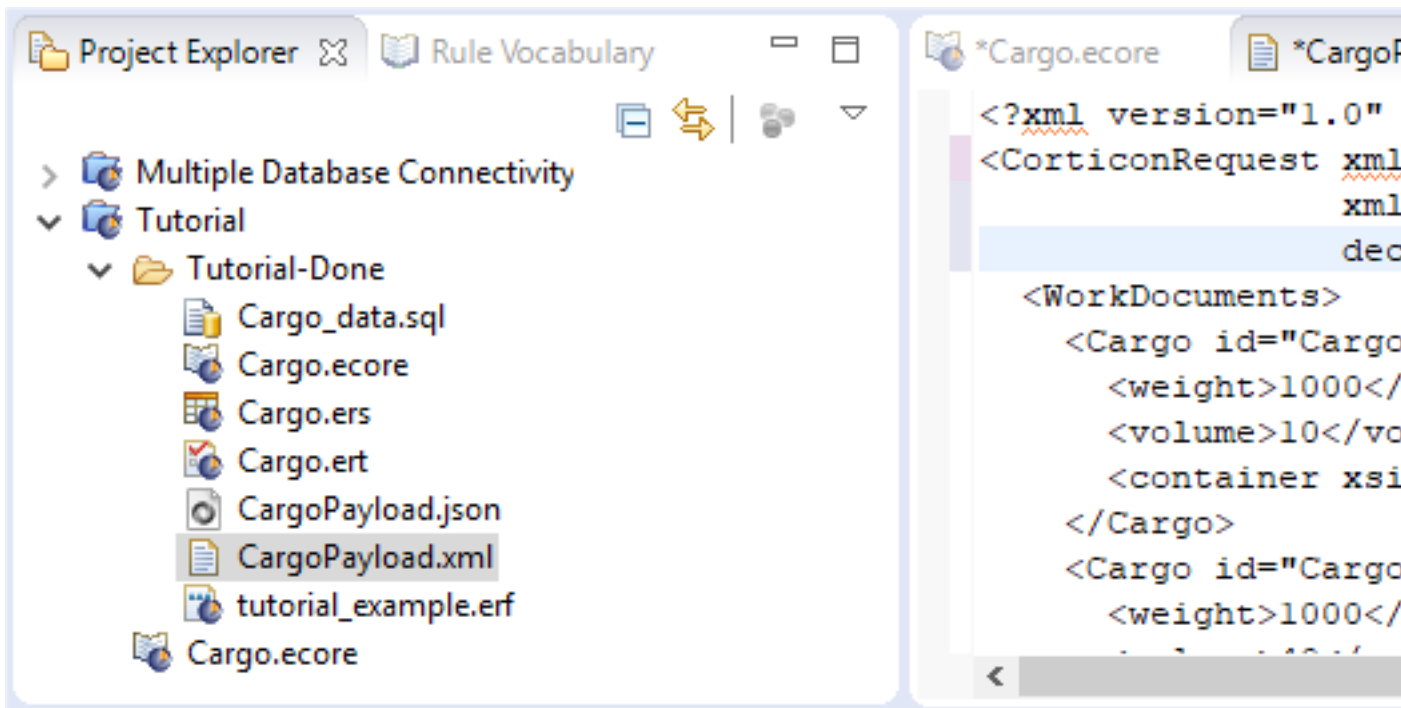 Project Explorer
Rule Vocabulary
Multiple Database Connectivity
Tutorial
Tutorial-Done
Cargo_data.sql
Cargo.ecore
Cargo.ers
Cargo.ert
CargoPayload.json
CargoPayload.xml
tutorial_example.erf
Cargo.ecore
*Cargo.ecore
*CargoP
<?xml version="1.0"
<CorticonRequest xml
xml
dec
<WorkDocuments>
<Cargo id="Cargo
<weight>1000</
<volume>10</vo
<container xsi
</Cargo>
<Cargo id="Cargo
<weight>1000</